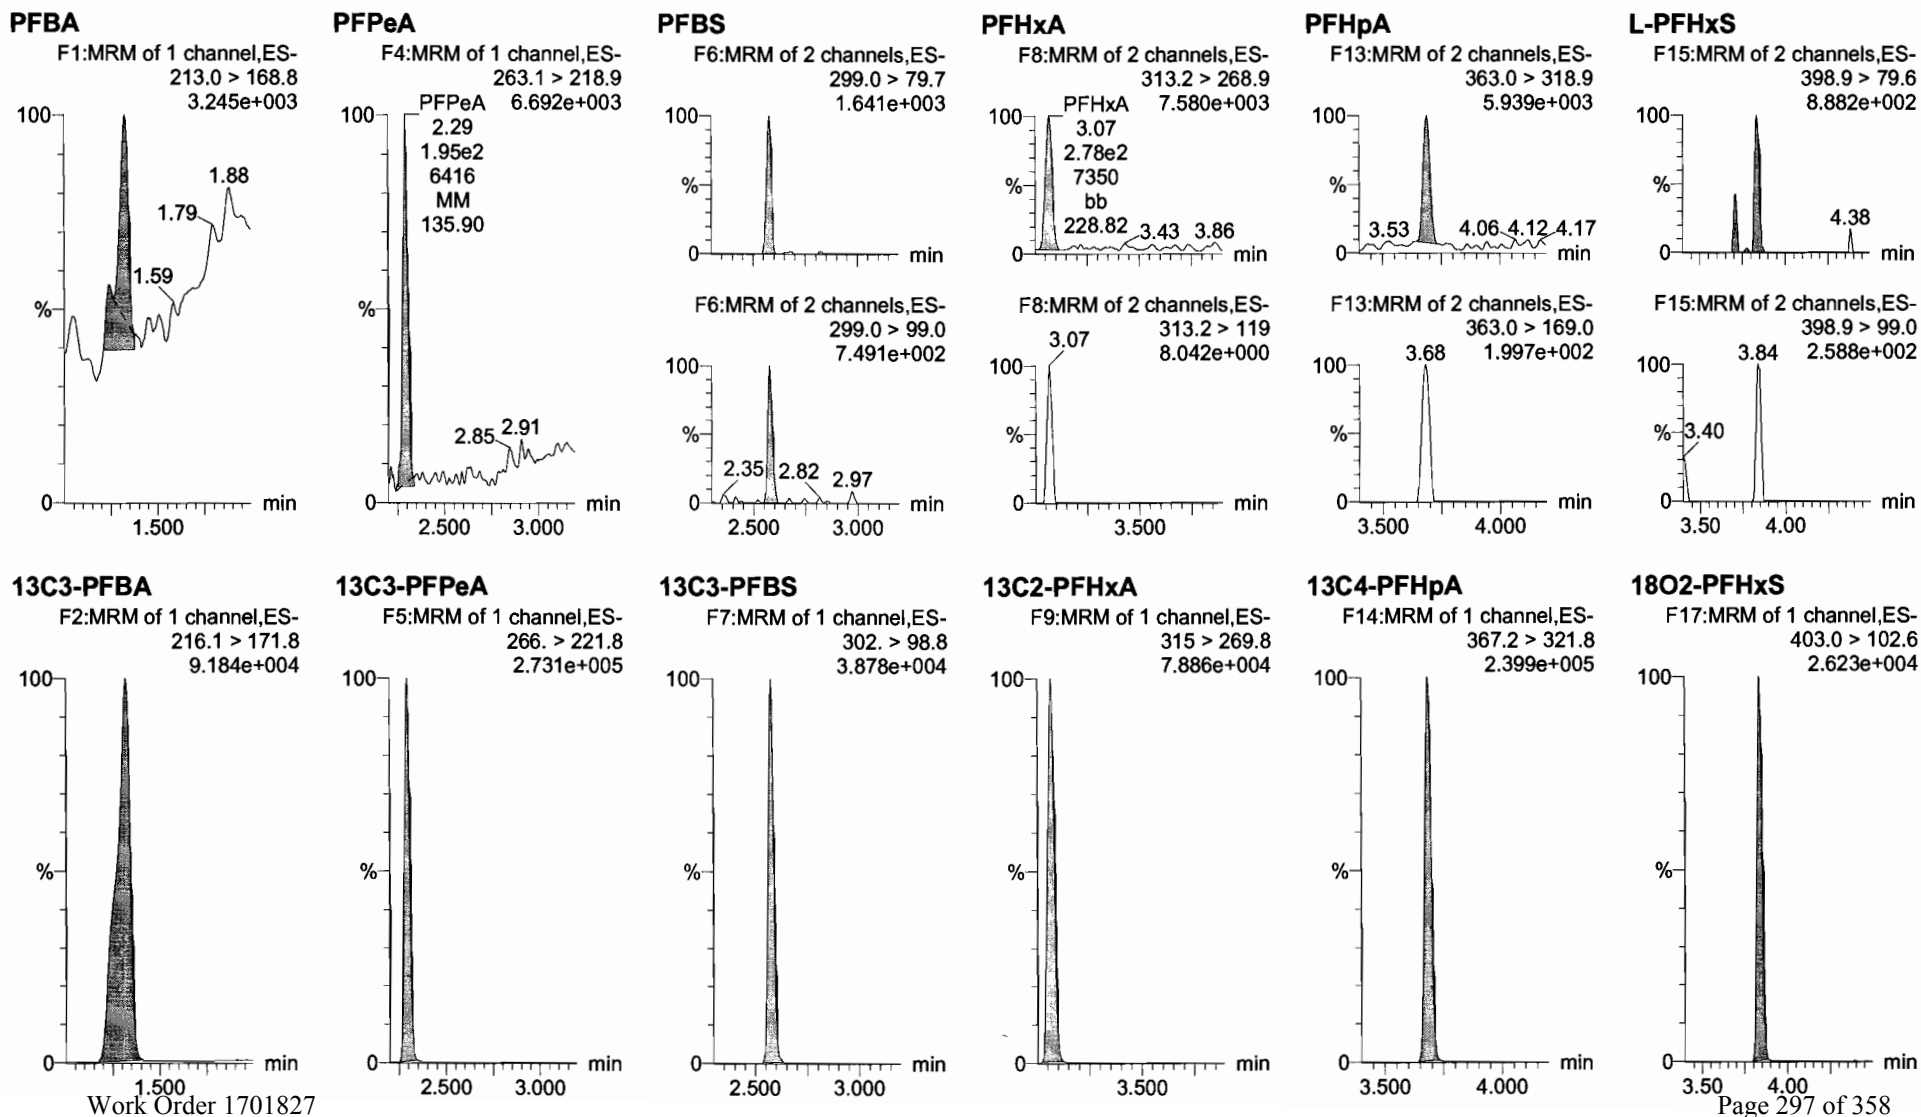 PFBA
F1:MRM of 1 channel,ES-
213.0 > 168.8
3.245e+003
100
%
0
1.59
1.79
1.88
min
1.500
PFPeA
F4:MRM of 1 channel,ES-
263.1 > 218.9
6.692e+003
PFPeA
2.29
1.95e2
6416
MM
135.90
100
%
0
2.85
2.91
min
2.500
3.000
PFBS
F6:MRM of 2 channels,ES-
299.0 > 79.7
1.641e+003
100
%
0
min
F6:MRM of 2 channels,ES-
299.0 > 99.0
7.491e+002
100
%
0
2.35
2.82
2.97
min
2.500
3.000
PFHxA
F8:MRM of 2 channels,ES-
313.2 > 268.9
7.580e+003
PFHxA
3.07
2.78e2
7350
bb
228.82
100
%
0
3.43
3.86
min
F8:MRM of 2 channels,ES-
313.2 > 119
8.042e+000
3.07
100
%
0
min
3.500
PFHpA
F13:MRM of 2 channels,ES-
363.0 > 318.9
5.939e+003
100
%
0
3.53
4.06
4.12
4.17
min
F13:MRM of 2 channels,ES-
363.0 > 169.0
1.997e+002
3.68
100
%
0
min
3.500
4.000
L-PFHxS
F15:MRM of 2 channels,ES-
398.9 > 79.6
8.882e+002
100
%
0
4.38
min
F15:MRM of 2 channels,ES-
398.9 > 99.0
2.588e+002
3.84
100
%
3.40
0
min
3.50
4.00
13C3-PFBA
F2:MRM of 1 channel,ES-
216.1 > 171.8
9.184e+004
100
%
0
min
1.500
13C3-PFPeA
F5:MRM of 1 channel,ES-
266. > 221.8
2.731e+005
100
%
0
min
2.500
3.000
13C3-PFBS
F7:MRM of 1 channel,ES-
302. > 98.8
3.878e+004
100
%
0
min
2.500
3.000
13C2-PFHxA
F9:MRM of 1 channel,ES-
315 > 269.8
7.886e+004
100
%
0
min
3.500
13C4-PFHpA
F14:MRM of 1 channel,ES-
367.2 > 321.8
2.399e+005
100
%
0
min
3.500
4.000
18O2-PFHxS
F17:MRM of 1 channel,ES-
403.0 > 102.6
2.623e+004
100
%
0
min
3.50
4.00
Work Order 1701827
Page 297 of 358